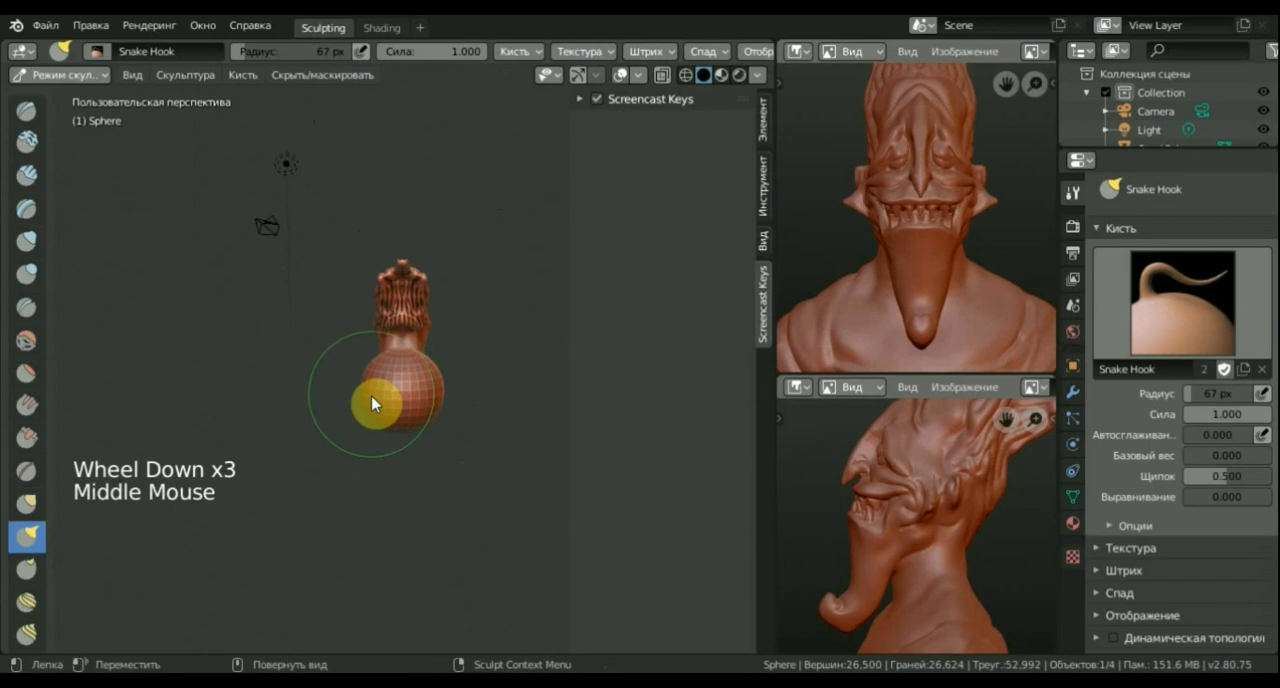 Файл Правка Рендеринг Окно Справка Sculpting Shading + Scene View Layer
Snake Hook Радиус: 67 px Сила: 1.000 Кисть Текстура Штрих Спад Отобр Вид Вид Изображение
Режим скул.. Вид Скульптура Кисть Скрыть/маскировать
Пользовательская перспектива
(1) Sphere
Screencast Keys
Элемент
Инструмент
Вид
Screencast Keys
Wheel Down x3
Middle Mouse
Вид Вид Изображение
Коллекция сцены
Collection
Camera
Light
Snake Hook
Кисть
Snake Hook 2
Радиус 67 px
Сила 1.000
Автосглаживан.. 0.000
Базовый вес 0.000
Щипок 0.500
Выравнивание 0.000
Опции
Текстура
Штрих
Спад
Отображение
Динамическая топология
Лепка Переместить Повернуть вид Sculpt Context Menu Sphere | Вершин:26,500 | Граней:26,624 | Треуг.:52,992 | Объектов:1/4 | Пам.: 151.6 MB | v2.80.75